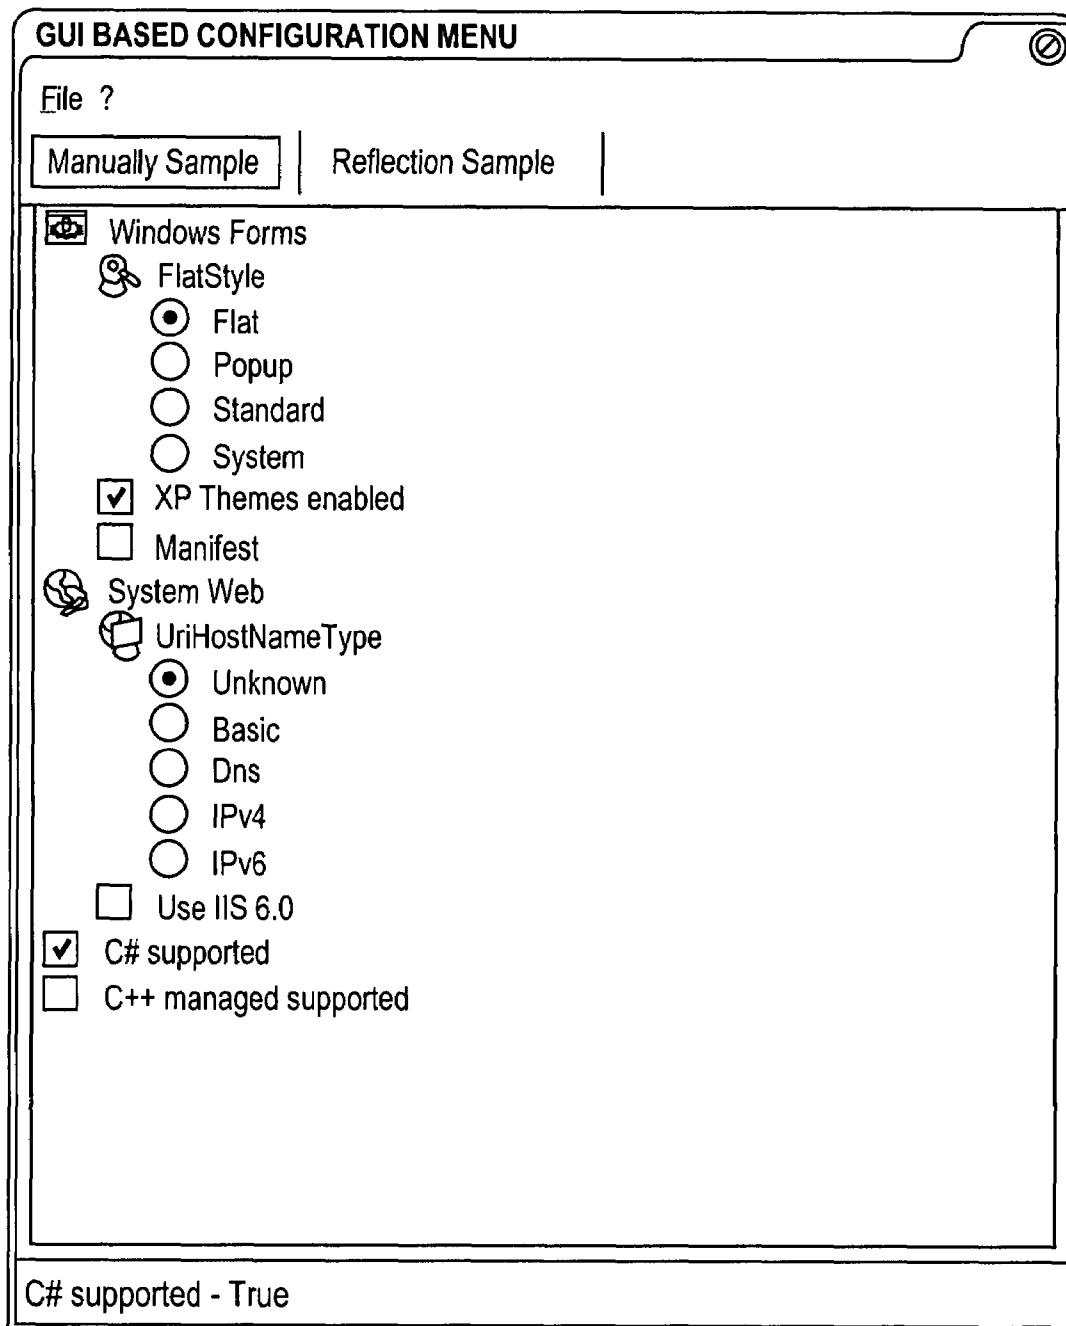 GUI BASED CONFIGURATION MENU
File ?
Manually Sample Reflection Sample
Windows Forms
FlatStyle
Flat
Popup
Standard
System
XP Themes enabled
Manifest
System Web
UriHostNameType
Unknown
Basic
Dns
IPv4
IPv6
Use IIS 6.0
C# supported
C++ managed supported
C# supported - True